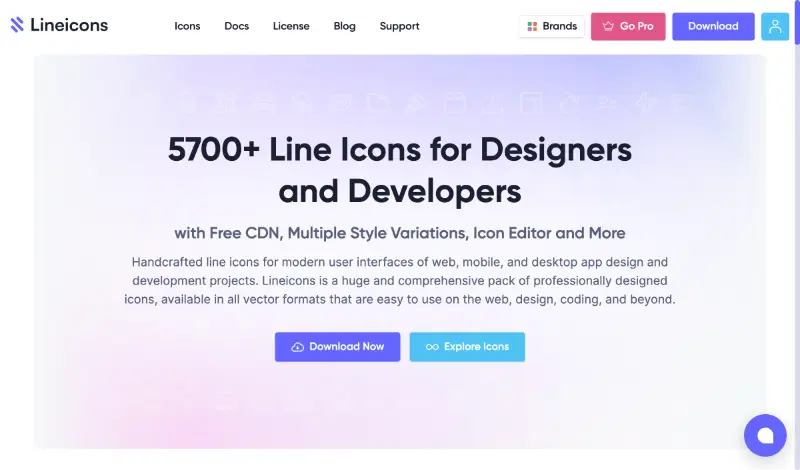 Lineicons
Icons
Docs
License
Blog
Support
Brands
Go Pro
Download
5700+ Line Icons for Designers
and Developers
with Free CDN, Multiple Style Variations, Icon Editor and More
Handcrafted line icons for modern user interfaces of web, mobile, and desktop app design and
development projects. Lineicons is a huge and comprehensive pack of professionally designed
icons, available in all vector formats that are easy to use on the web, design, coding, and beyond.
Download Now
Explore Icons